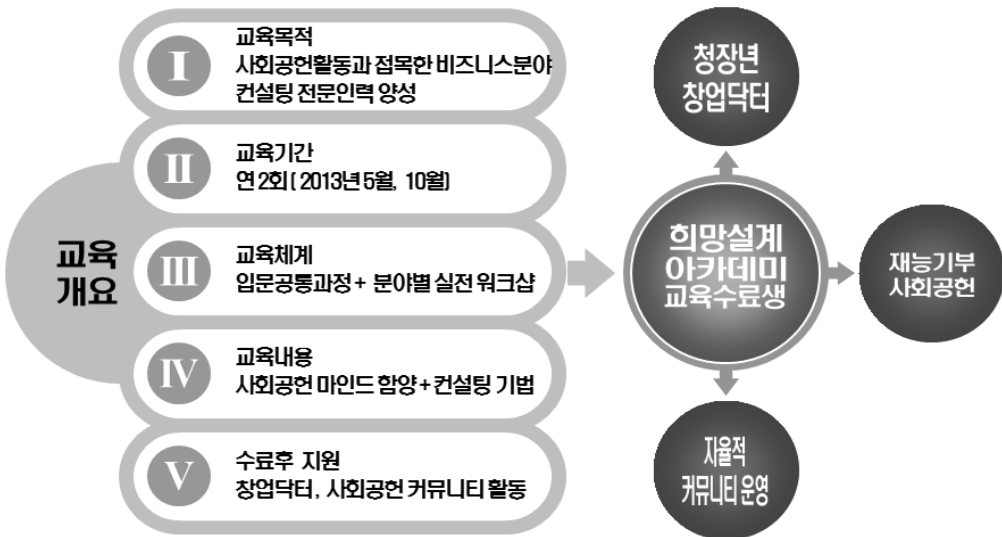 교육
개요
I
교육목적
사회공헌활동과 접목한 비즈니스분야
컨설팅 전문인력 양성
II
교육기간
연 2회( 2013년 5월, 10월)
III
교육체계
입문공통과정 + 분야별 실전 워크샵
IV
교육내용
사회공헌 마인드 함양 + 컨설팅 기법
V
수료후 지원
창업닥터, 사회공헌 커뮤니티 활동
청장년
창업닥터
희망설계
아카데미
교육수료생
재능기부
사회공헌
자율적
커뮤니티 운영